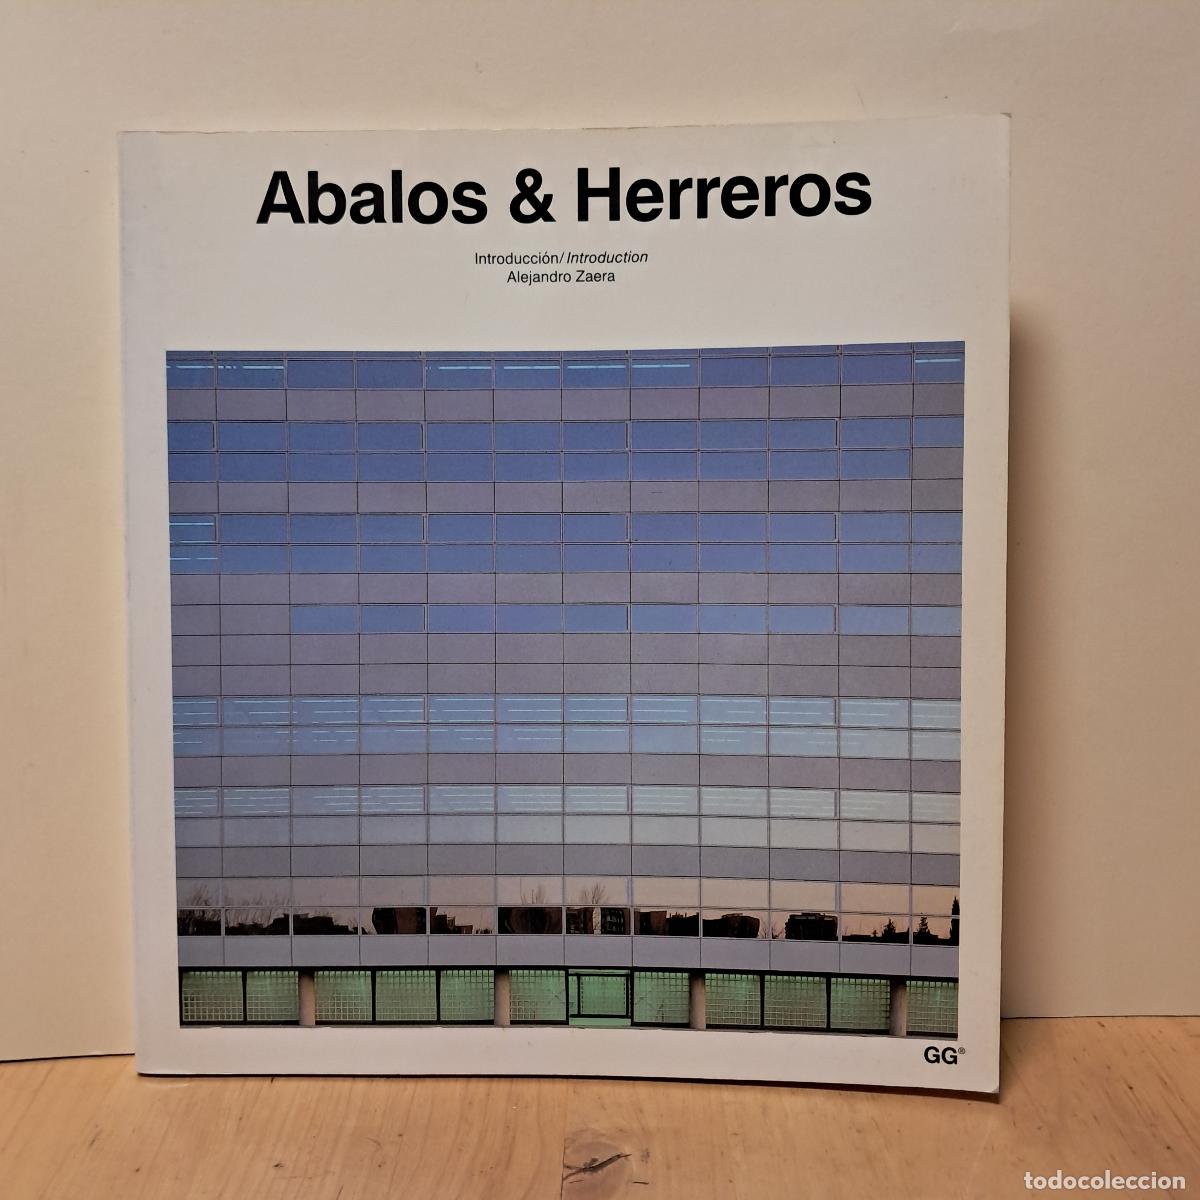 Abalos & Herreros
Introducción/Introduction
Alejandro Zaera
GG®
todocoleccion